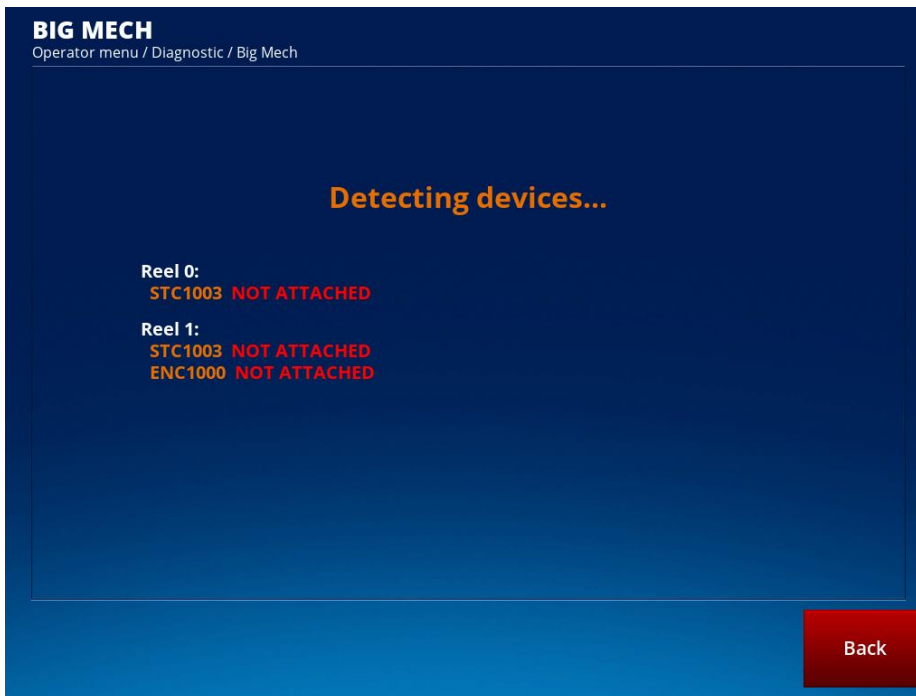 BIG MECH
Operator menu / Diagnostic / Big Mech
Detecting devices...
Reel 0:
STC1003 NOT ATTACHED
Reel 1:
STC1003 NOT ATTACHED
ENC1000 NOT ATTACHED
Back